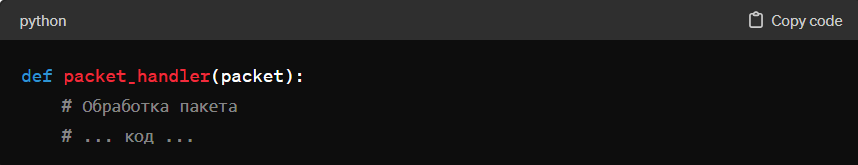 python
Copy code
def packet_handler(packet):
# Обработка пакета
# ... код ...